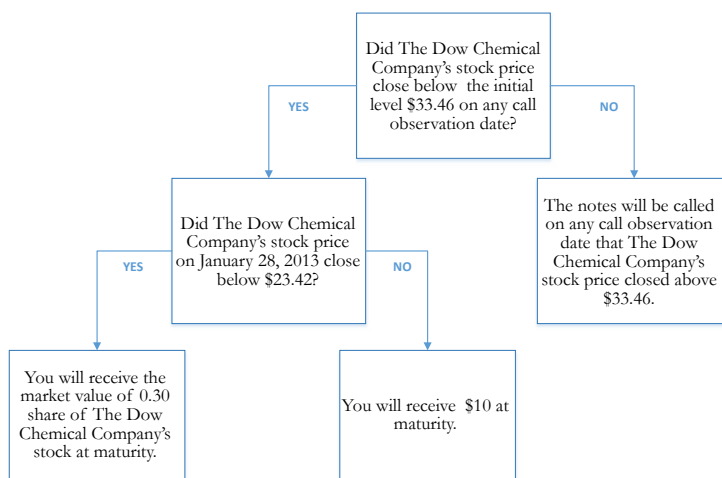 Did The Dow Chemical
Company's stock price
close below the initial
level $33.46 on any call
observation date?
YES
NO
Did The Dow Chemical
Company's stock price
on January 28, 2013 close
below $23.42?
The notes will be called
on any call observation
date that The Dow
Chemical Company's
stock price closed above
$33.46.
YES
NO
You will receive the
market value of 0.30
share of The Dow
Chemical Company's
stock at maturity.
You will receive $10 at
maturity.